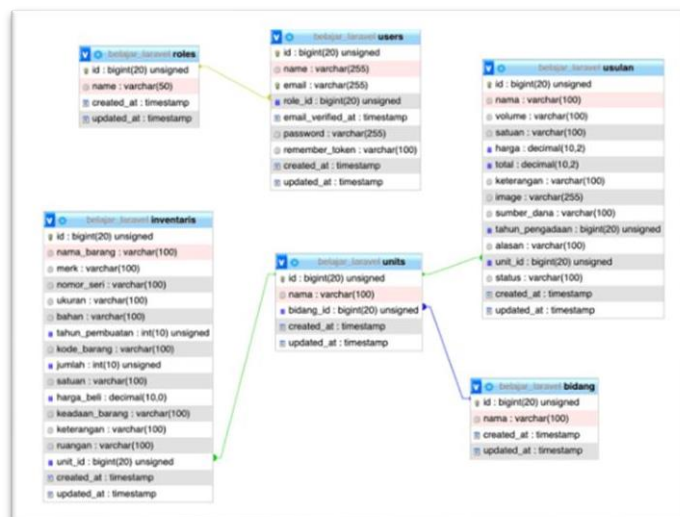 belajar_laravel roles
id : bigint(20) unsigned
name : varchar(50)
created_at : timestamp
updated_at : timestamp
belajar_laravel users
id : bigint(20) unsigned
name : varchar(255)
email : varchar(255)
role_id : bigint(20) unsigned
email_verified_at : timestamp
password : varchar(255)
remember_token : varchar(100)
created_at : timestamp
updated_at : timestamp
belajar_laravel usulan
id : bigint(20) unsigned
nama : varchar(100)
volume : varchar(100)
satuan : varchar(100)
harga : decimal(10,2)
total : decimal(10,2)
keterangan : varchar(100)
image : varchar(255)
sumber_dana : varchar(100)
tahun_pengadaan : bigint(20) unsigned
alasan : varchar(100)
unit_id : bigint(20) unsigned
status : varchar(100)
created_at : timestamp
updated_at : timestamp
belajar_laravel inventaris
id : bigint(20) unsigned
nama_barang : varchar(100)
merk : varchar(100)
nomor_seri : varchar(100)
ukuran : varchar(100)
bahan : varchar(100)
tahun_pembuatan : int(10) unsigned
kode_barang : varchar(100)
jumlah : int(10) unsigned
satuan : varchar(100)
harga_beli : decimal(10,0)
keadaan_barang : varchar(100)
keterangan : varchar(100)
ruangan : varchar(100)
unit_id : bigint(20) unsigned
created_at : timestamp
updated_at : timestamp
belajar_laravel units
id : bigint(20) unsigned
nama : varchar(100)
bidang_id : bigint(20) unsigned
created_at : timestamp
updated_at : timestamp
belajar_laravel bidang
id : bigint(20) unsigned
nama : varchar(100)
created_at : timestamp
updated_at : timestamp